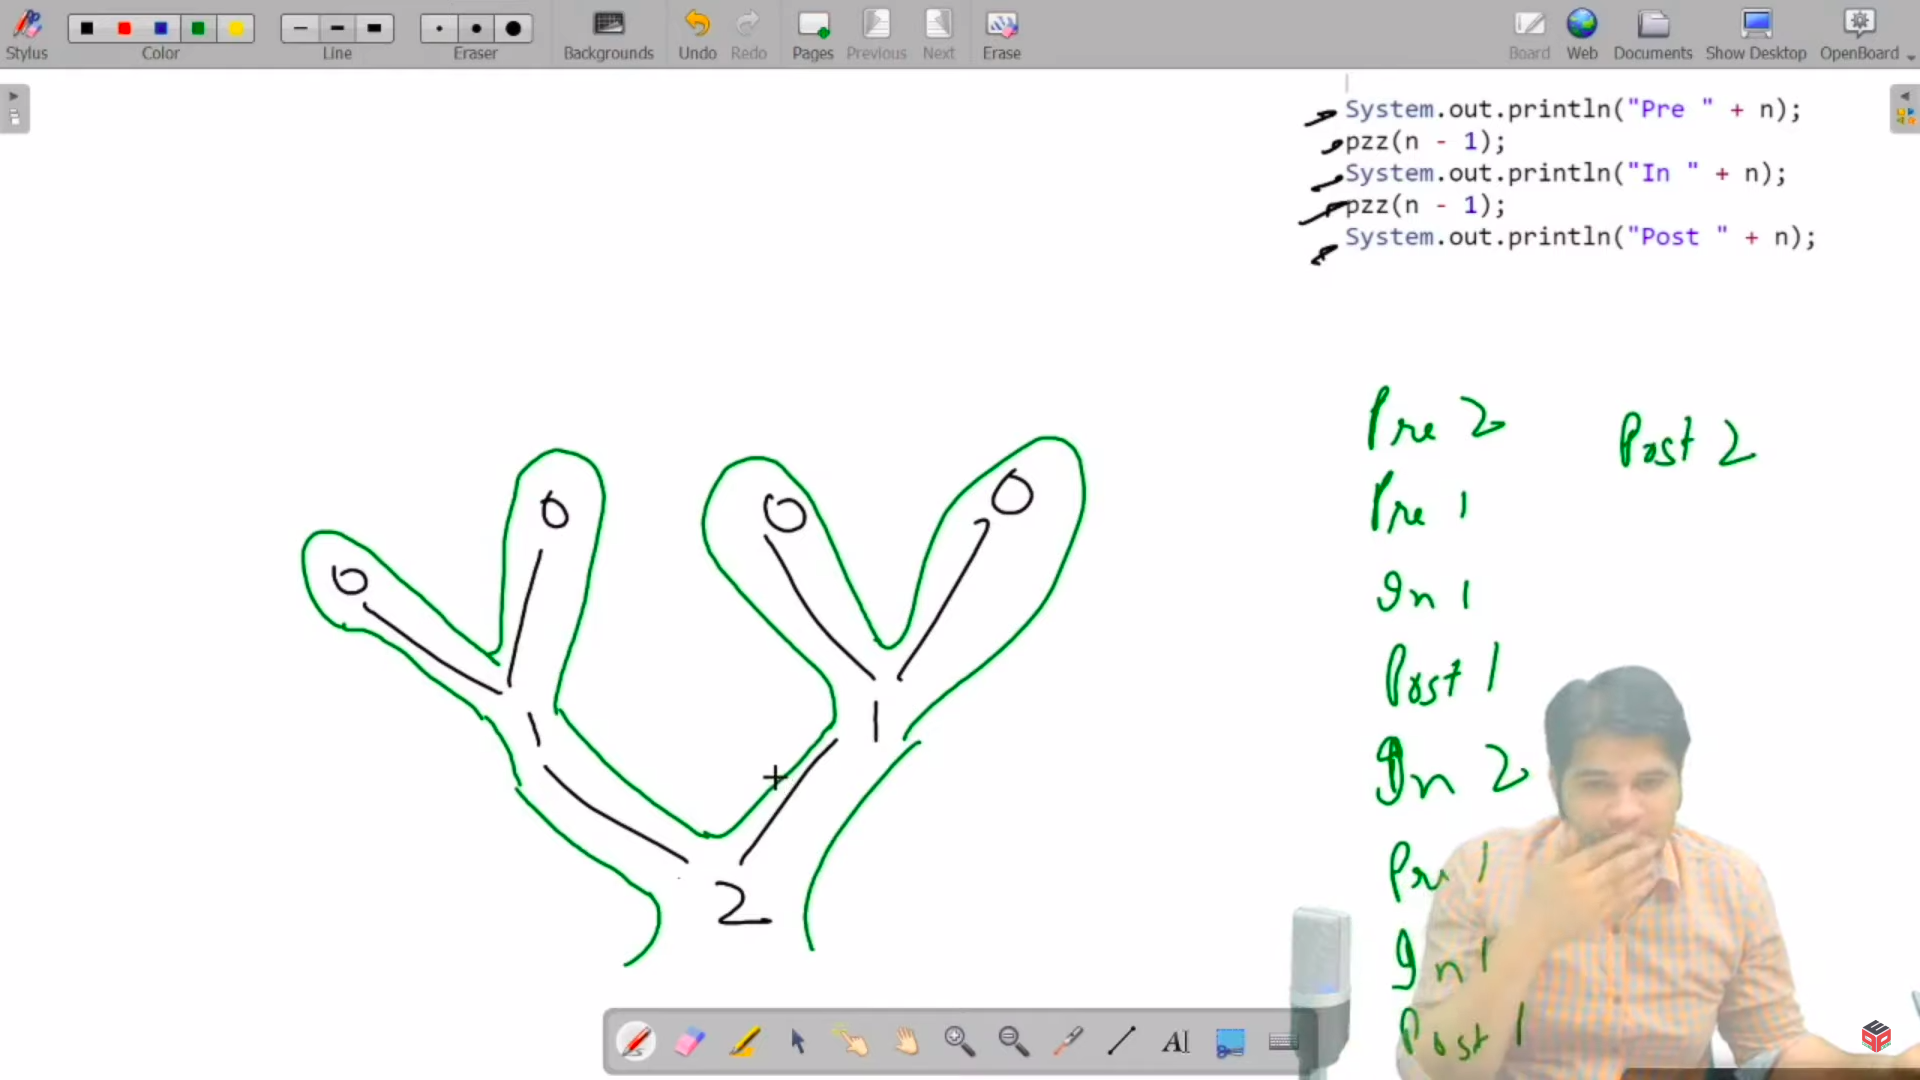 Stylus
Color
Line
Eraser
Backgrounds
Undo
Redo
Pages
Previous
Next
Erase
Board
Web
Documents
Show Desktop
OpenBoard
System.out.println("Pre " + n);
pzz(n - 1);
System.out.println("In " + n);
pzz(n - 1);
System.out.println("Post " + n);
0 0 0 0
1 1
2
Pre 2
Pre 1
In 1
Post 1
In 2
Pre 1
In 1
Post 1
Post 2
AI